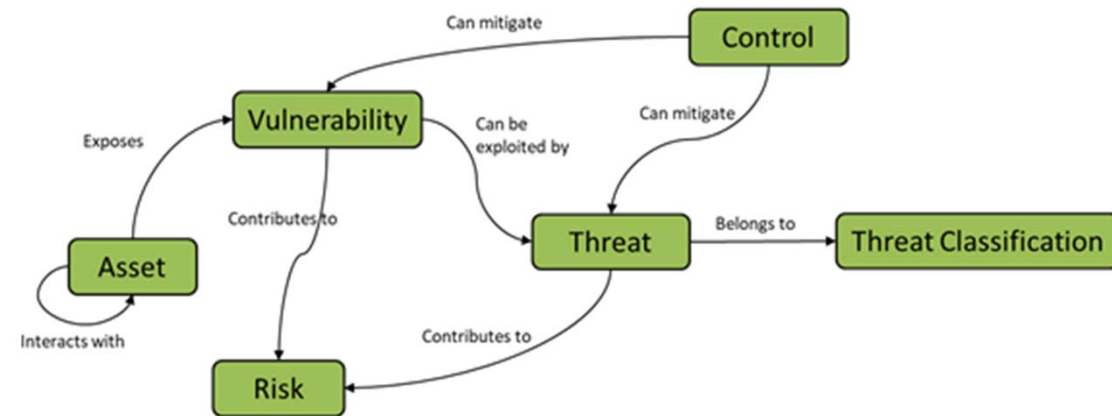 Can mitigate
Control
Vulnerability
Can mitigate
Exposes
Can be
exploited by
Contributes to
Threat
Belongs to
Threat Classification
Asset
Interacts with
Contributes to
Risk